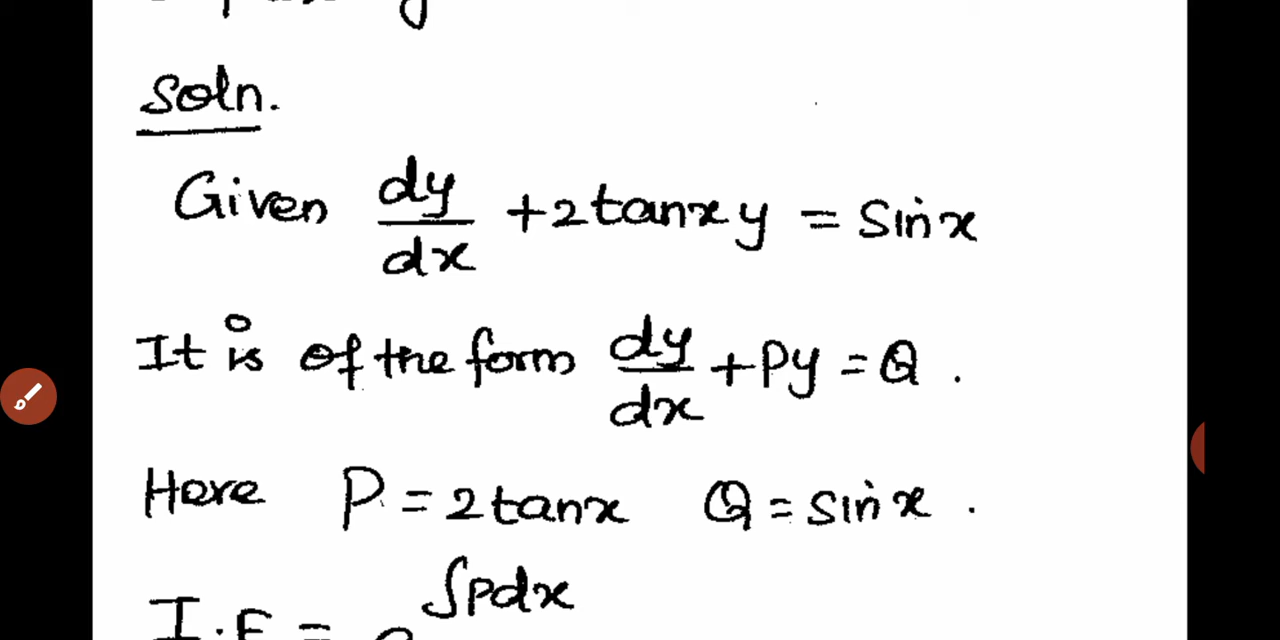 Soln.
Given dy/dx + 2tanx y = sinx
It is of the form dy/dx + Py = Q .
Here P = 2tanx Q = sinx .
I.F = e^∫Pdx